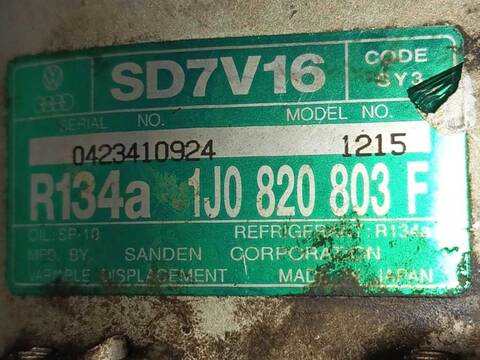 SD7V16
CODE
SY3
SERIAL NO. MODEL NO.
0423410924 1215
R134a 1J0 820 803 F
OIL: SP-10 REFRIGERANT: R134a
MFD. BY. SANDEN CORPORATION
VARIABLE DISPLACEMENT MADE IN JAPAN